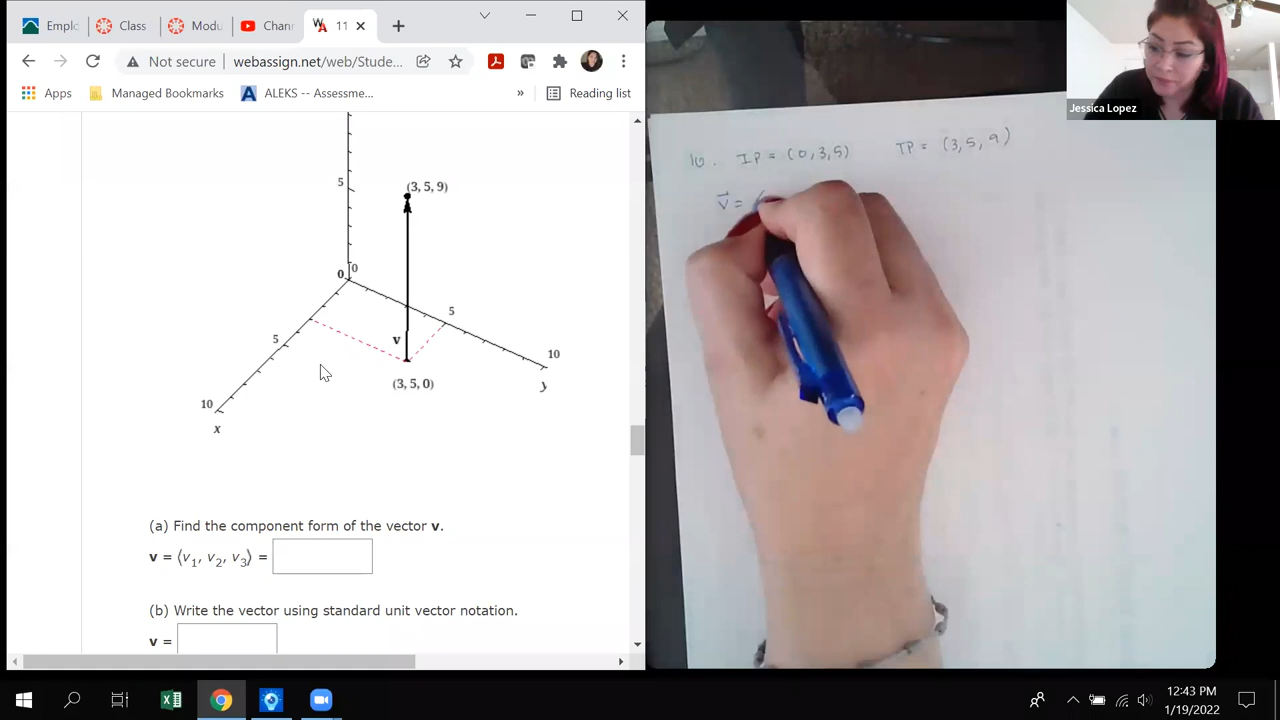 Emplo
Class
Modu
Chan
11
Not secure
webassign.net/web/Stude...
Apps
Managed Bookmarks
ALEKS -- Assessme...
»
Reading list
5
(3, 5, 9)
0
0
5
5
v
10
(3, 5, 0)
y
10
x
(a) Find the component form of the vector v.
v = ⟨v1, v2, v3⟩ =
(b) Write the vector using standard unit vector notation.
v =
Jessica Lopez
10. IP = (0,3,5) TP = (3,5,9)
v⃗ = (
12:43 PM
1/19/2022